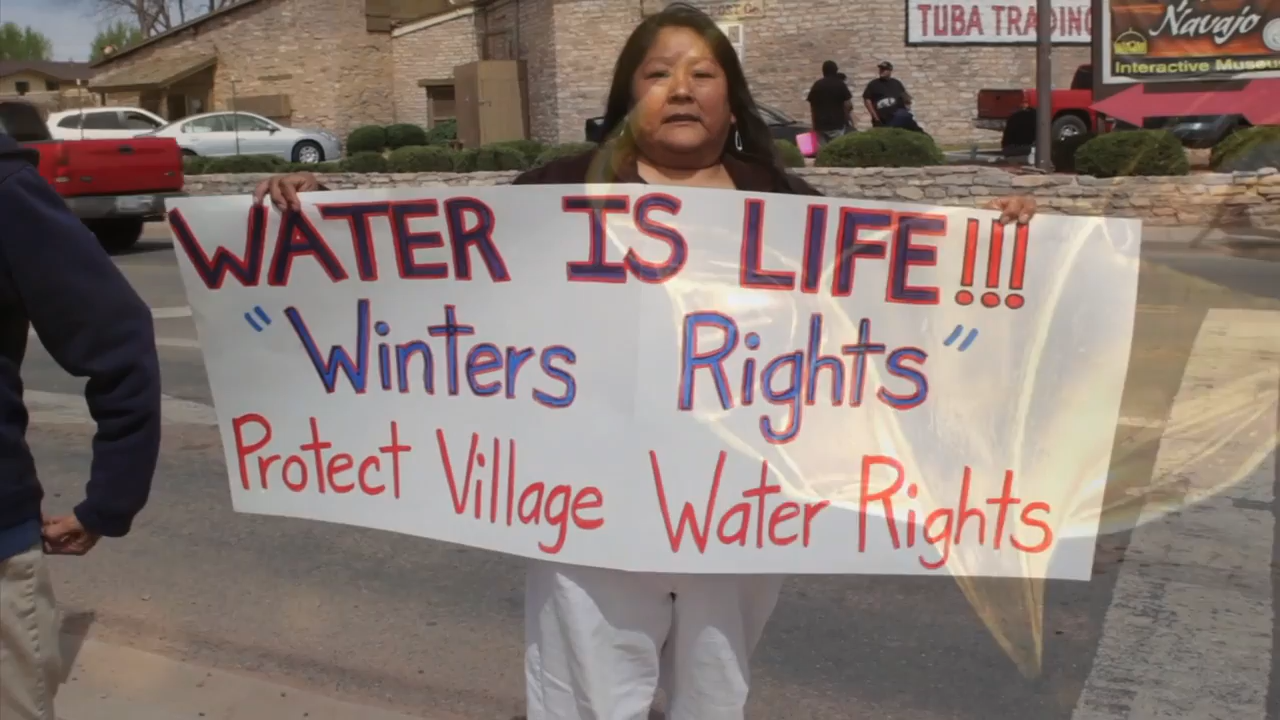 TUBA TRADING
Navajo
Interactive Museu
WATER IS LIFE!!!
"Winters Rights"
Protect Village Water Rights